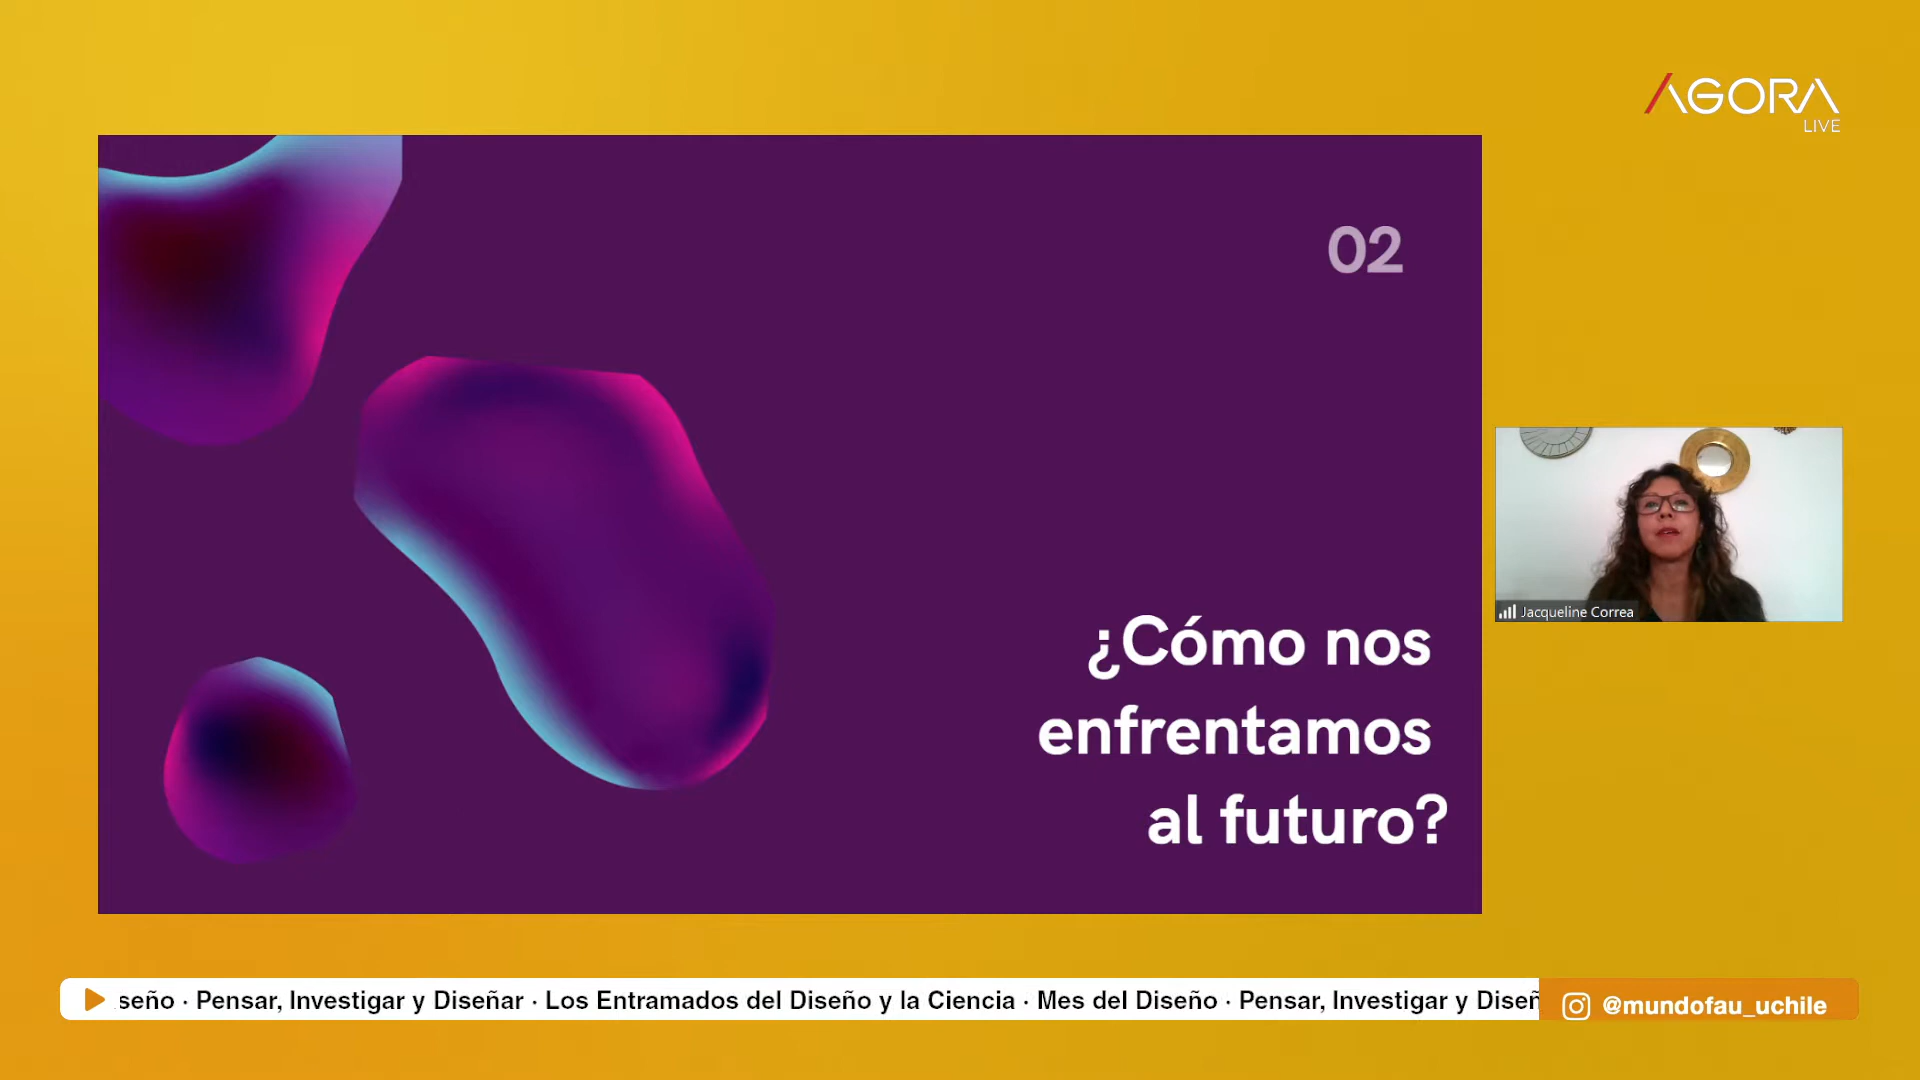 AGORA
LIVE
02
¿Cómo nos
enfrentamos
al futuro?
Jacqueline Correa
seño · Pensar, Investigar y Diseñar · Los Entramados del Diseño y la Ciencia · Mes del Diseño · Pensar, Investigar y Diseñ
@mundofau_uchile